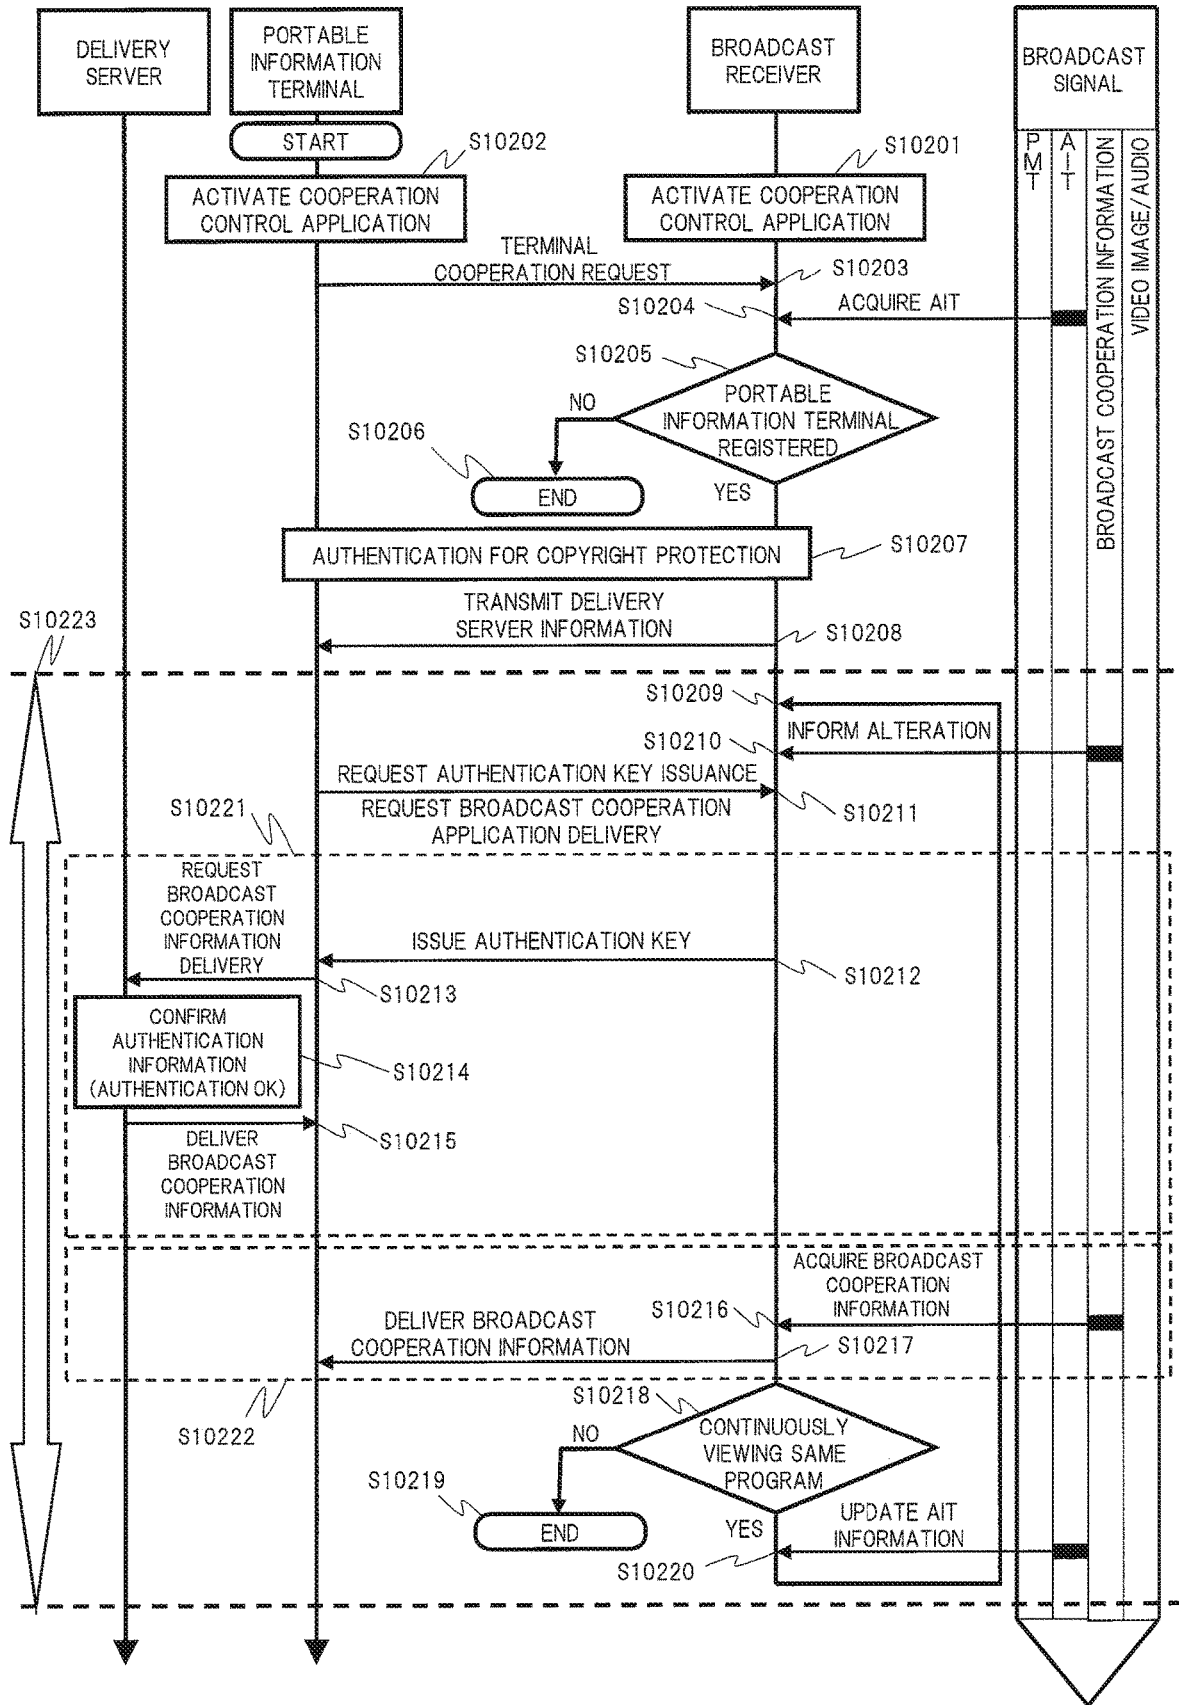 DELIVERY
SERVER
PORTABLE
INFORMATION
TERMINAL
BROADCAST
RECEIVER
BROADCAST
SIGNAL
PMT
AIT
BROADCAST COOPERATION INFORMATION
VIDEO IMAGE/AUDIO
START
S10202
S10201
ACTIVATE COOPERATION
CONTROL APPLICATION
ACTIVATE COOPERATION
CONTROL APPLICATION
TERMINAL
COOPERATION REQUEST
S10203
S10204
ACQUIRE AIT
S10205
PORTABLE
INFORMATION TERMINAL
REGISTERED
NO
S10206
END
YES
AUTHENTICATION FOR COPYRIGHT PROTECTION
S10207
TRANSMIT DELIVERY
SERVER INFORMATION
S10208
S10223
S10209
INFORM ALTERATION
S10210
REQUEST AUTHENTICATION KEY ISSUANCE
S10211
REQUEST BROADCAST COOPERATION
APPLICATION DELIVERY
S10221
REQUEST
BROADCAST
COOPERATION
INFORMATION
DELIVERY
ISSUE AUTHENTICATION KEY
S10212
S10213
CONFIRM
AUTHENTICATION
INFORMATION
(AUTHENTICATION OK)
S10214
S10215
DELIVER
BROADCAST
COOPERATION
INFORMATION
ACQUIRE BROADCAST
COOPERATION
INFORMATION
S10216
DELIVER BROADCAST
COOPERATION INFORMATION
S10217
S10222
S10218
CONTINUOUSLY
VIEWING SAME
PROGRAM
NO
S10219
END
YES
UPDATE AIT
INFORMATION
S10220